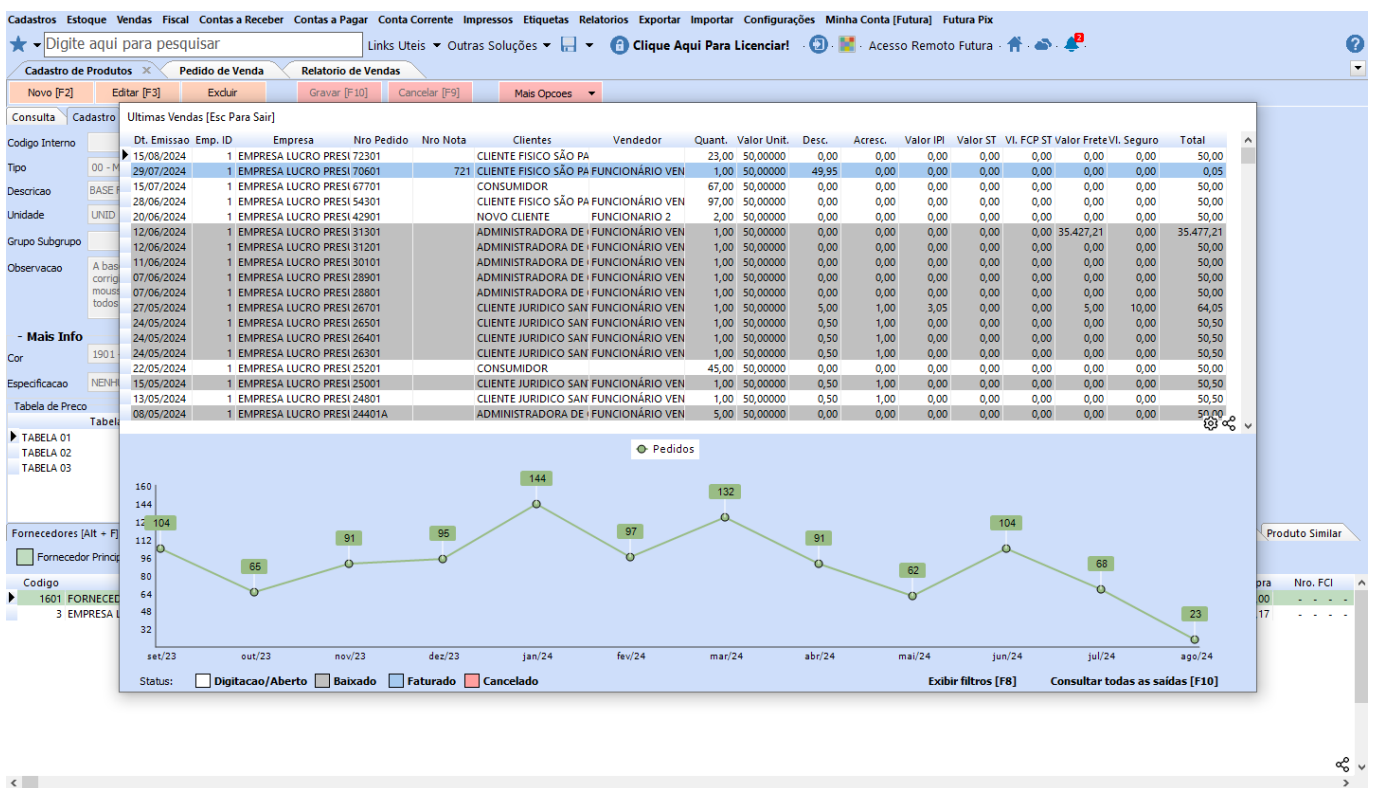 Cadastros Estoque Vendas Fiscal Contas a Receber Contas a Pagar Conta Corrente Impressos Etiquetas Relatorios Exportar Importar Configurações Minha Conta [Futura] Futura Pix
Digite aqui para pesquisar Links Uteis Outras Soluções Clique Aqui Para Licenciar! Acesso Remoto Futura 2
Cadastro de Produtos Pedido de Venda Relatorio de Vendas
Novo [F2] Editar [F3] Excluir Gravar [F10] Cancelar [F9] Mais Opcoes
Consulta Cadastro Ultimas Vendas [Esc Para Sair]
Codigo Interno
Tipo 00 - M
Descricao BASE F
Unidade UNID
Grupo Subgrupo
Observacao A bas
corrig
mouss
todos
- Mais Info
Cor 1901 -
Especificacao NENH
Tabela de Preco
Tabela
TABELA 01
TABELA 02
TABELA 03
Dt. Emissao Emp. ID Empresa Nro Pedido Nro Nota Clientes Vendedor Quant. Valor Unit. Desc. Acresc. Valor IPI Valor ST Vl. FCP ST Valor Frete Vl. Seguro Total
15/08/2024 1 EMPRESA LUCRO PRESU 72301 CLIENTE FISICO SÃO PA 23,00 50,00000 0,00 0,00 0,00 0,00 0,00 0,00 0,00 50,00
29/07/2024 1 EMPRESA LUCRO PRESU 70601 721 CLIENTE FISICO SÃO PA FUNCIONÁRIO VEN 1,00 50,00000 49,95 0,00 0,00 0,00 0,00 0,00 0,00 0,05
15/07/2024 1 EMPRESA LUCRO PRESU 67701 CONSUMIDOR 67,00 50,00000 0,00 0,00 0,00 0,00 0,00 0,00 0,00 50,00
28/06/2024 1 EMPRESA LUCRO PRESU 54301 CLIENTE FISICO SÃO PA FUNCIONÁRIO VEN 97,00 50,00000 0,00 0,00 0,00 0,00 0,00 0,00 0,00 50,00
20/06/2024 1 EMPRESA LUCRO PRESU 42901 NOVO CLIENTE FUNCIONARIO 2 2,00 50,00000 0,00 0,00 0,00 0,00 0,00 0,00 0,00 50,00
12/06/2024 1 EMPRESA LUCRO PRESU 31301 ADMINISTRADORA DE FUNCIONÁRIO VEN 1,00 50,00000 0,00 0,00 0,00 0,00 0,00 35.427,21 0,00 35.477,21
12/06/2024 1 EMPRESA LUCRO PRESU 31201 ADMINISTRADORA DE FUNCIONÁRIO VEN 1,00 50,00000 0,00 0,00 0,00 0,00 0,00 0,00 0,00 50,00
11/06/2024 1 EMPRESA LUCRO PRESU 30101 ADMINISTRADORA DE FUNCIONÁRIO VEN 1,00 50,00000 0,00 0,00 0,00 0,00 0,00 0,00 0,00 50,00
07/06/2024 1 EMPRESA LUCRO PRESU 28901 ADMINISTRADORA DE FUNCIONÁRIO VEN 1,00 50,00000 0,00 0,00 0,00 0,00 0,00 0,00 0,00 50,00
07/06/2024 1 EMPRESA LUCRO PRESU 28801 ADMINISTRADORA DE FUNCIONÁRIO VEN 1,00 50,00000 0,00 0,00 0,00 0,00 0,00 0,00 0,00 50,00
27/05/2024 1 EMPRESA LUCRO PRESU 26701 CLIENTE JURIDICO SAN FUNCIONÁRIO VEN 1,00 50,00000 5,00 1,00 3,05 0,00 0,00 5,00 10,00 64,05
24/05/2024 1 EMPRESA LUCRO PRESU 26501 CLIENTE JURIDICO SAN FUNCIONÁRIO VEN 1,00 50,00000 0,50 1,00 0,00 0,00 0,00 0,00 0,00 50,50
24/05/2024 1 EMPRESA LUCRO PRESU 26401 CLIENTE JURIDICO SAN FUNCIONÁRIO VEN 1,00 50,00000 0,50 1,00 0,00 0,00 0,00 0,00 0,00 50,50
24/05/2024 1 EMPRESA LUCRO PRESU 26301 CLIENTE JURIDICO SAN FUNCIONÁRIO VEN 1,00 50,00000 0,50 1,00 0,00 0,00 0,00 0,00 0,00 50,50
22/05/2024 1 EMPRESA LUCRO PRESU 25201 CONSUMIDOR 45,00 50,00000 0,00 0,00 0,00 0,00 0,00 0,00 0,00 50,00
15/05/2024 1 EMPRESA LUCRO PRESU 25001 CLIENTE JURIDICO SAN FUNCIONÁRIO VEN 1,00 50,00000 0,50 1,00 0,00 0,00 0,00 0,00 0,00 50,50
13/05/2024 1 EMPRESA LUCRO PRESU 24801 CLIENTE JURIDICO SAN FUNCIONÁRIO VEN 1,00 50,00000 0,50 1,00 0,00 0,00 0,00 0,00 0,00 50,50
08/05/2024 1 EMPRESA LUCRO PRESU 24401A ADMINISTRADORA DE FUNCIONÁRIO VEN 5,00 50,00000 0,00 0,00 0,00 0,00 0,00 0,00 0,00 50,00
Pedidos
160
144
112
96
80
64
48
32
104 65 91 95 144 97 132 91 62 104 68 23
set/23 out/23 nov/23 dez/23 jan/24 fev/24 mar/24 abr/24 mai/24 jun/24 jul/24 ago/24
Status: Digitacao/Aberto Baixado Faturado Cancelado Exibir filtros [F8] Consultar todas as saídas [F10]
Fornecedores [Alt + F] Produto Similar
Fornecedor Princip
Codigo pra Nro. FCI
1601 FORNECED 00 - - - -
3 EMPRESA L 17 - - - -